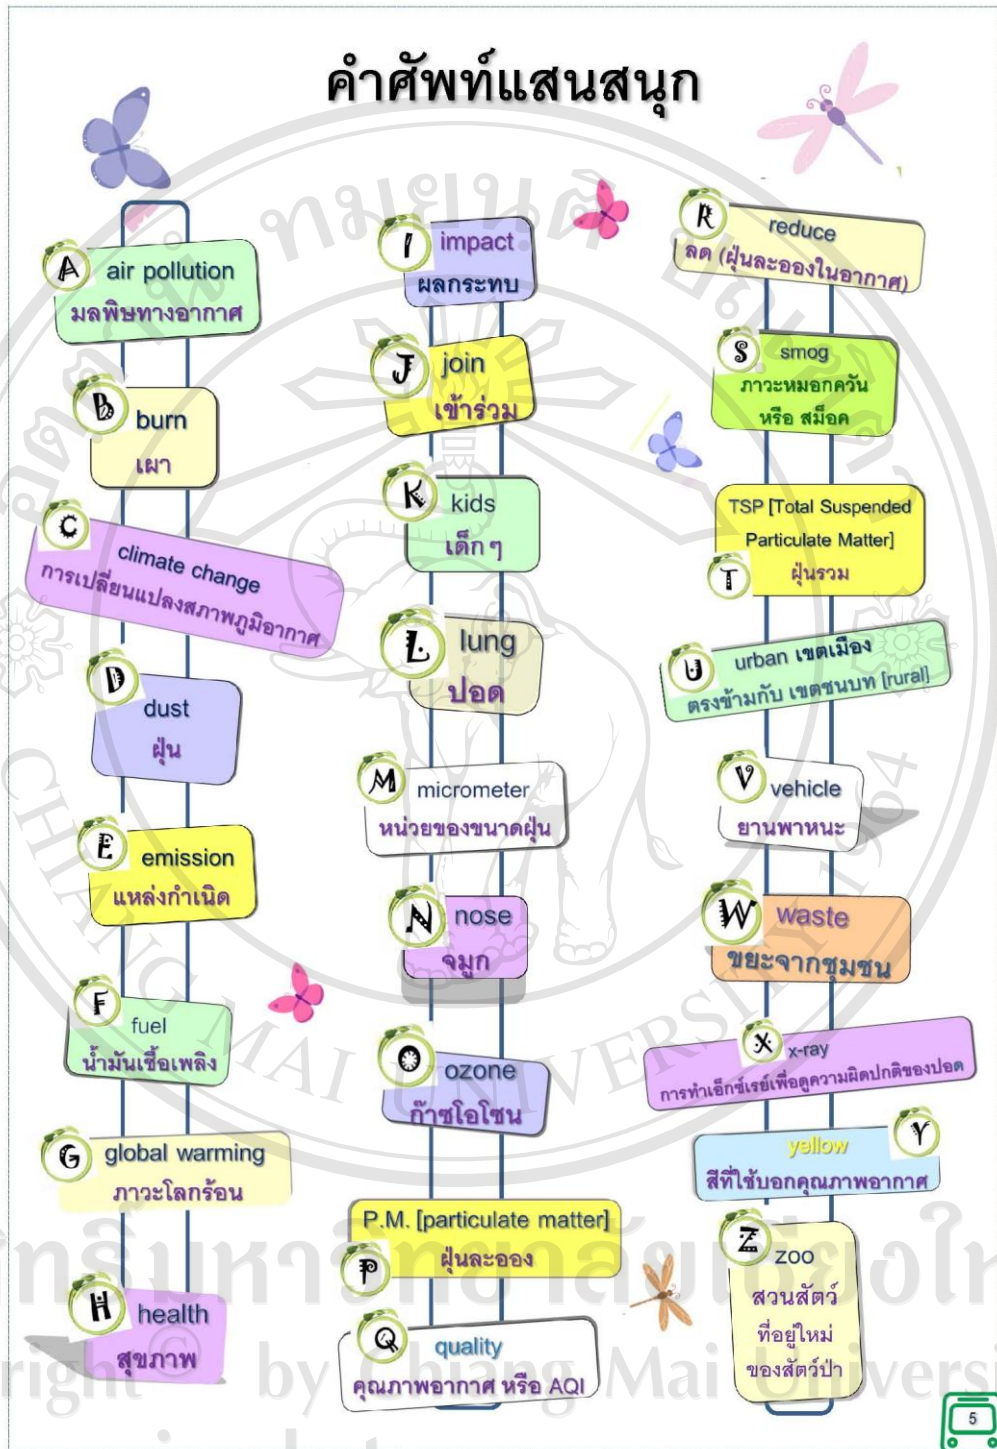 คำศัพท์แสนสนุก
A air pollution
มลพิษทางอากาศ
B burn
เผา
C climate change
การเปลี่ยนแปลงสภาพภูมิอากาศ
D dust
ฝุ่น
E emission
แหล่งกำเนิด
F fuel
น้ำมันเชื้อเพลิง
G global warming
ภาวะโลกร้อน
H health
สุขภาพ
I impact
ผลกระทบ
J join
เข้าร่วม
K kids
เด็กๆ
L lung
ปอด
M micrometer
หน่วยของขนาดฝุ่น
N nose
จมูก
O ozone
ก๊าซโอโซน
P.M. [particulate matter]
P ฝุ่นละออง
Q quality
คุณภาพอากาศ หรือ AQI
R reduce
ลด (ฝุ่นละอองในอากาศ)
S smog
ภาวะหมอกควัน
หรือ สม็อค
TSP [Total Suspended
Particulate Matter]
T ฝุ่นรวม
U urban เขตเมือง
ตรงข้ามกับ เขตชนบท [rural]
V vehicle
ยานพาหนะ
W waste
ขยะจากชุมชน
X x-ray
การทำเอ็กซ์เรย์เพื่อดูความผิดปกติของปอด
yellow Y
สีที่ใช้บอกคุณภาพอากาศ
Z zoo
สวนสัตว์
ที่อยู่ใหม่
ของสัตว์ป่า
5
CHIANG MAI UNIVERSITY 1964
by Chiang Mai